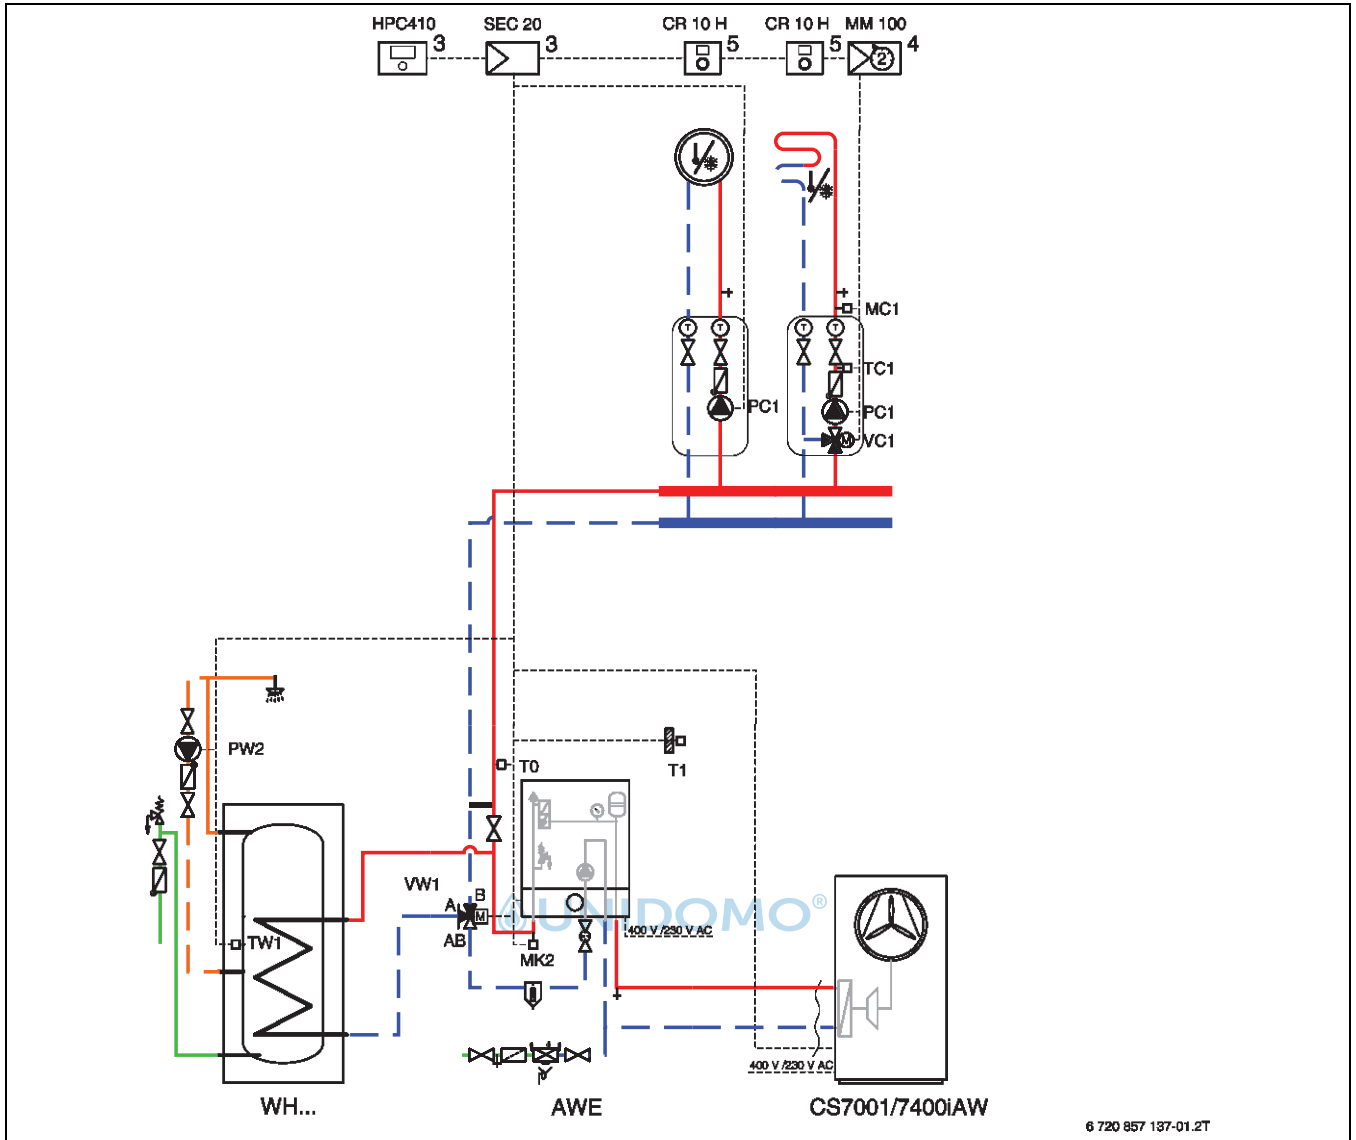 HPC410 SEC 20 CR 10 H CR 10 H MM 100
3 3 5 5 2 4
MC1
T T T T
TC1
PC1 PC1
M VC1
PW2
T0 T1
VW1
A B
M
AB
UNIDOMO®
400 V /230 V AC
TW1
MK2
400 V /230 V AC
WH... AWE CS7001/7400iAW
6 720 857 137-01.2T